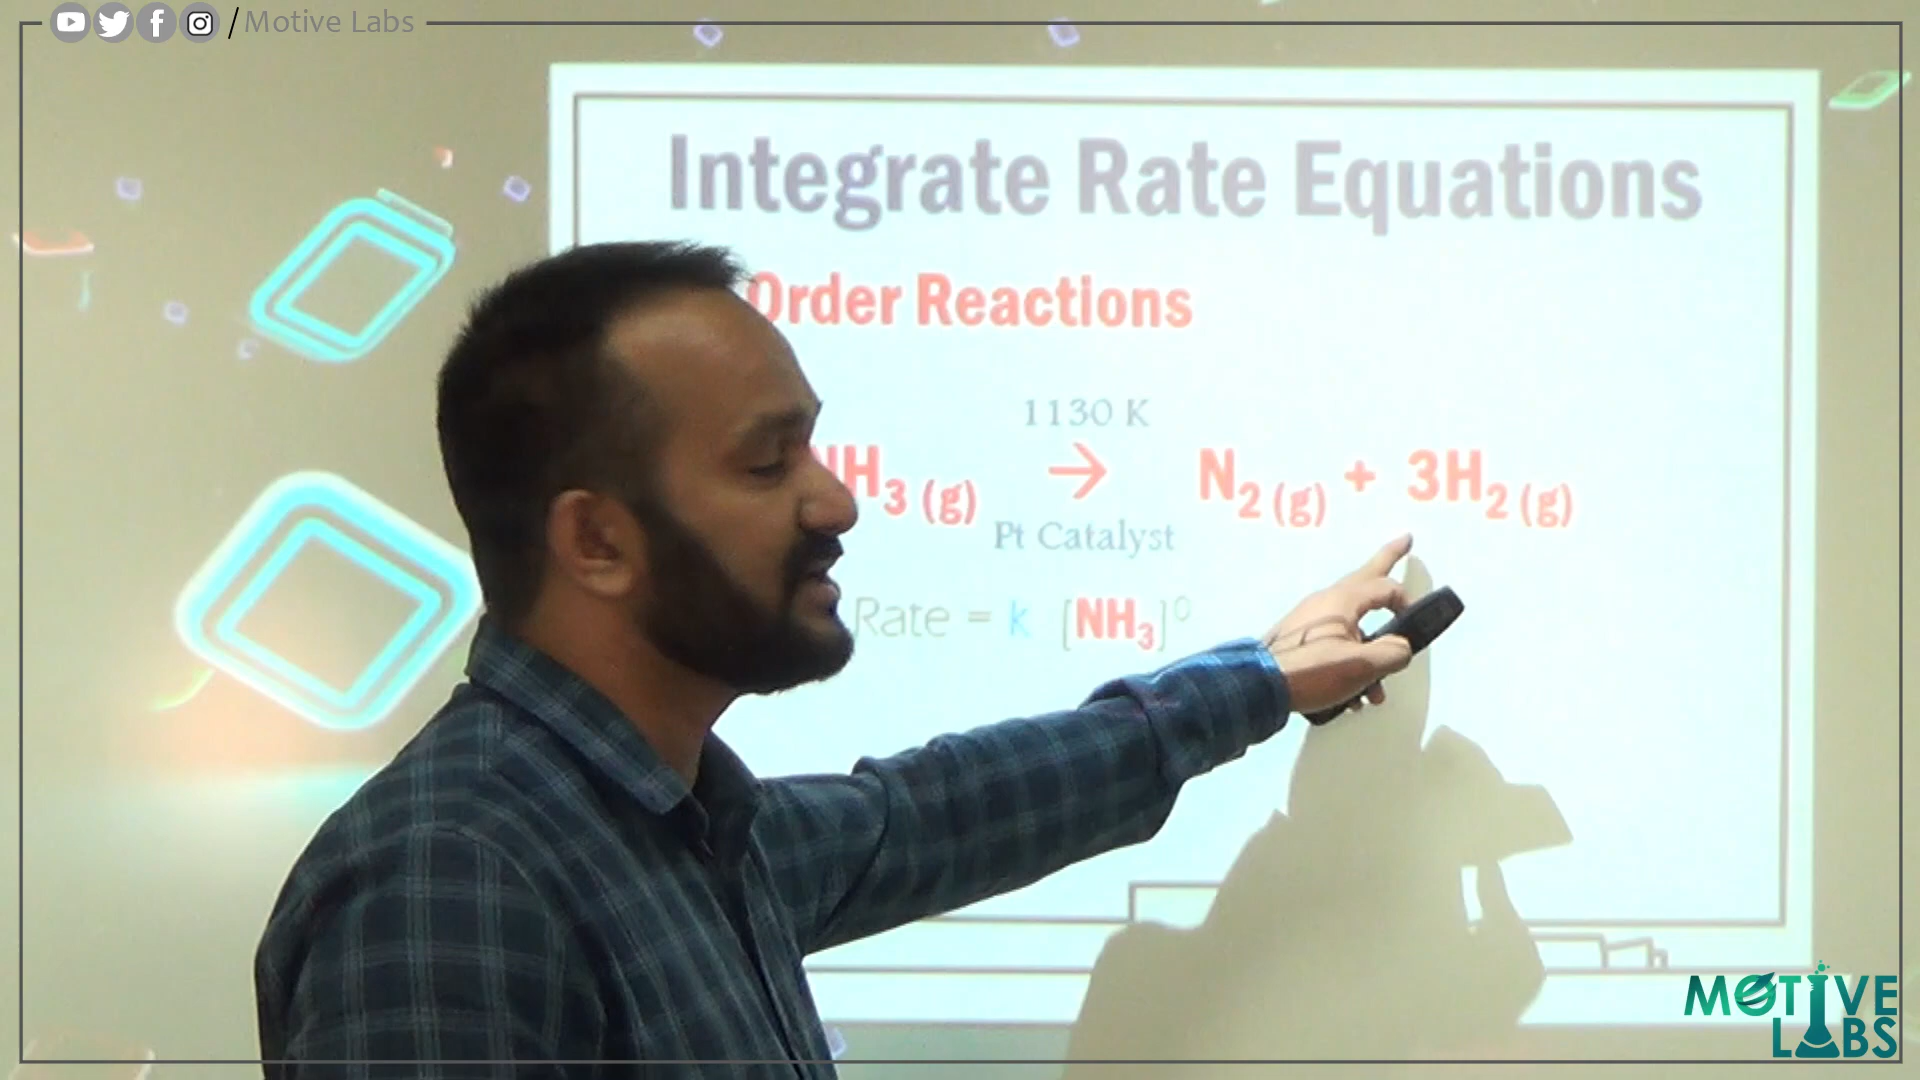 /Motive Labs
Integrate Rate Equations
Order Reactions
1130 K
NH₃ (g) → N₂ (g) + 3H₂ (g)
Pt Catalyst
Rate = k [NH₃]⁰
MOTIVE
LABS